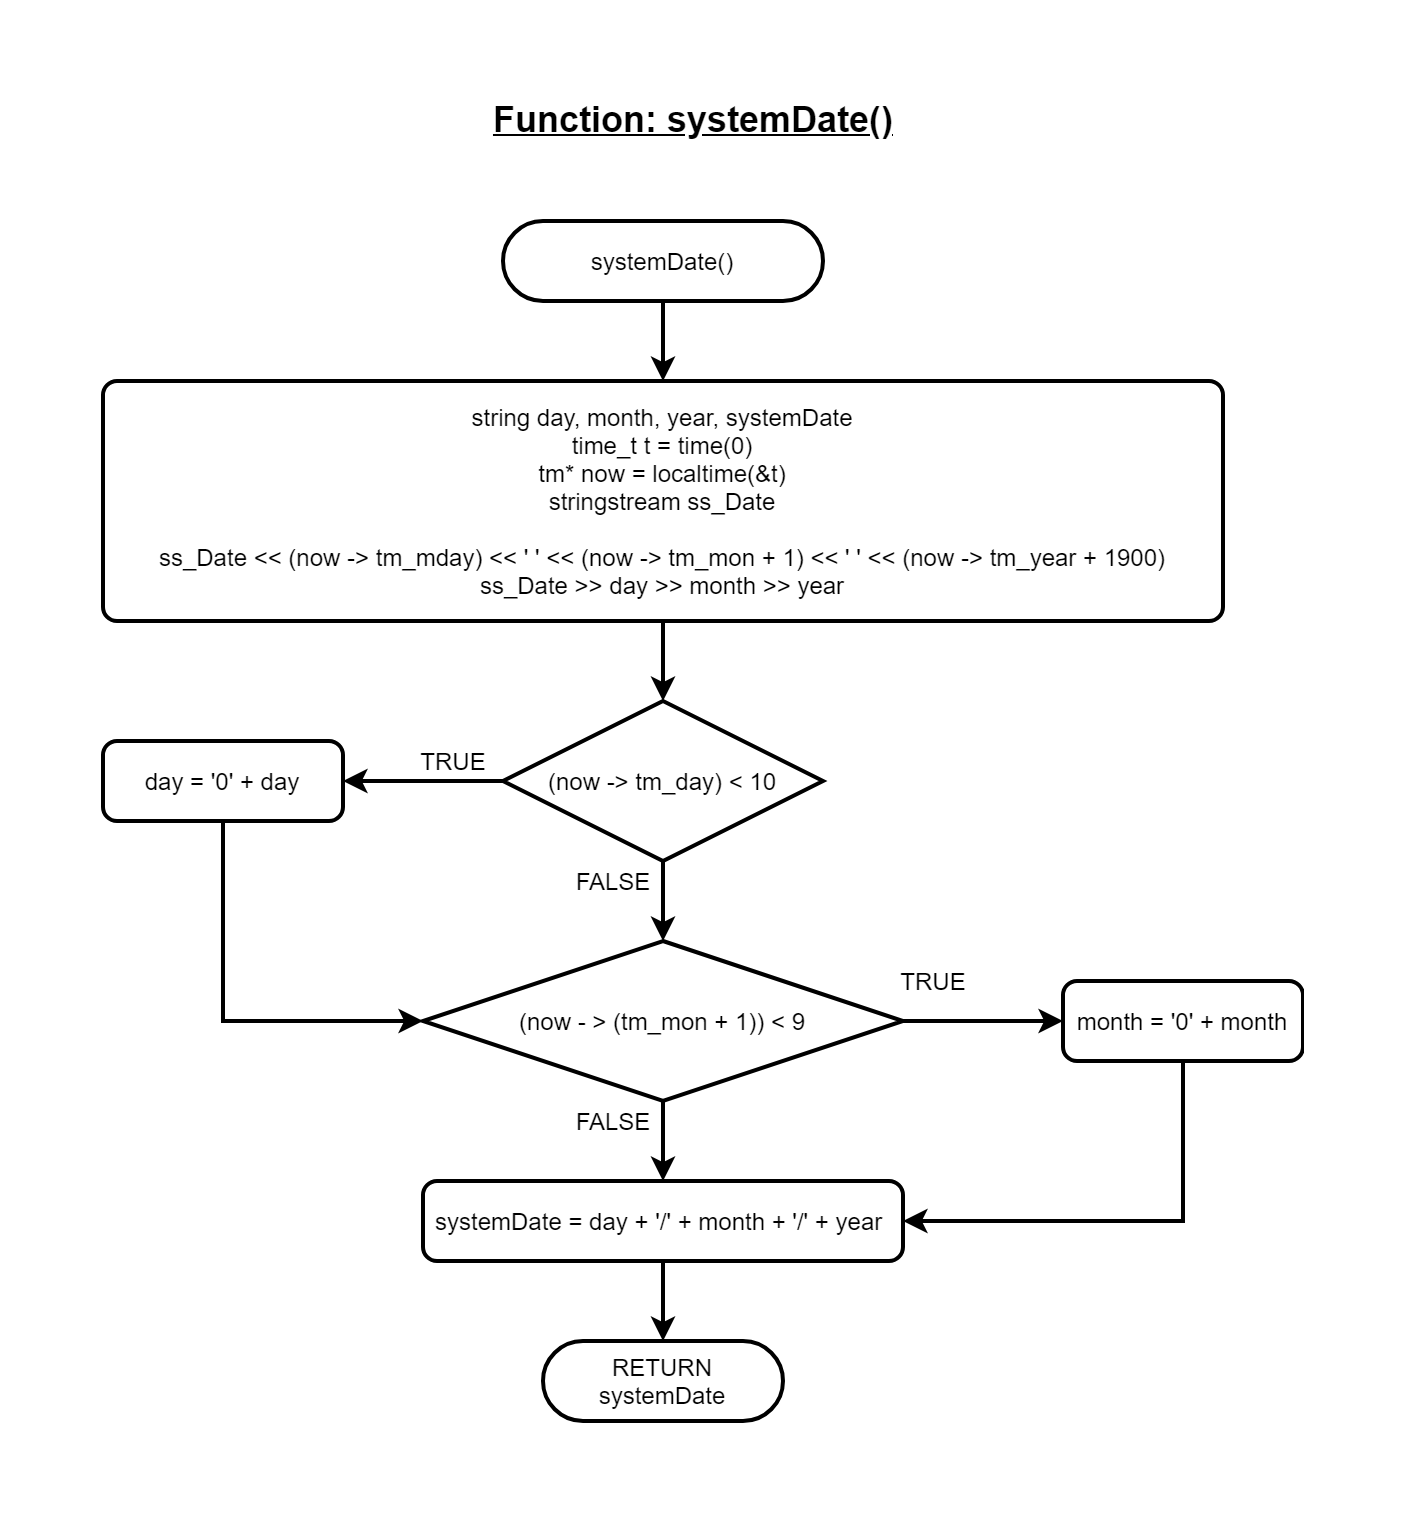 Function: systemDate()
systemDate()
string day, month, year, systemDate
time_t t = time(0)
tm* now = localtime(&t)
stringstream ss_Date
ss_Date << (now -> tm_mday) << ' ' << (now -> tm_mon + 1) << ' ' << (now -> tm_year + 1900)
ss_Date >> day >> month >> year
TRUE
day = '0' + day
(now -> tm_day) < 10
FALSE
TRUE
(now - > (tm_mon + 1)) < 9
month = '0' + month
FALSE
systemDate = day + '/' + month + '/' + year
RETURN
systemDate